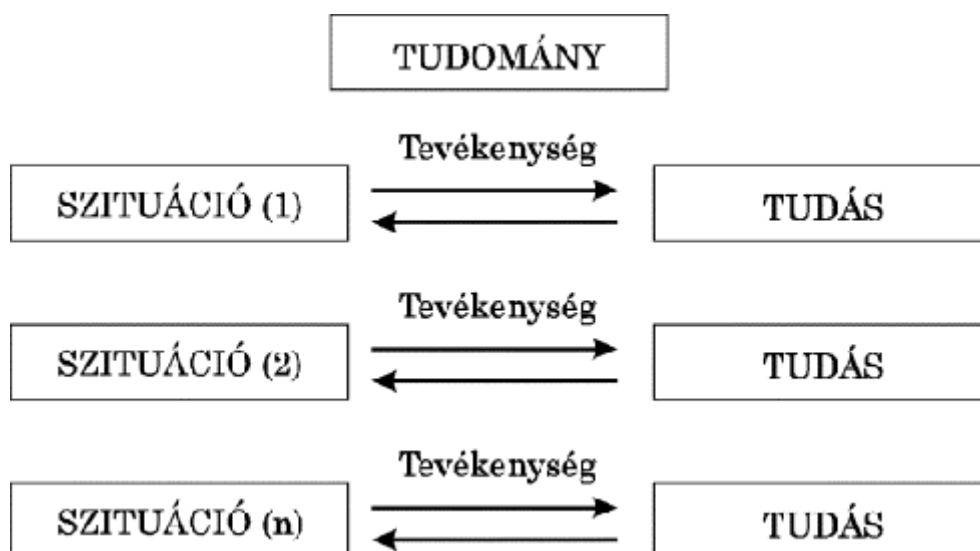 TUDOMÁNY
Tevékenység
SZITUÁCIÓ (1)
TUDÁS
Tevékenység
SZITUÁCIÓ (2)
TUDÁS
Tevékenység
SZITUÁCIÓ (n)
TUDÁS